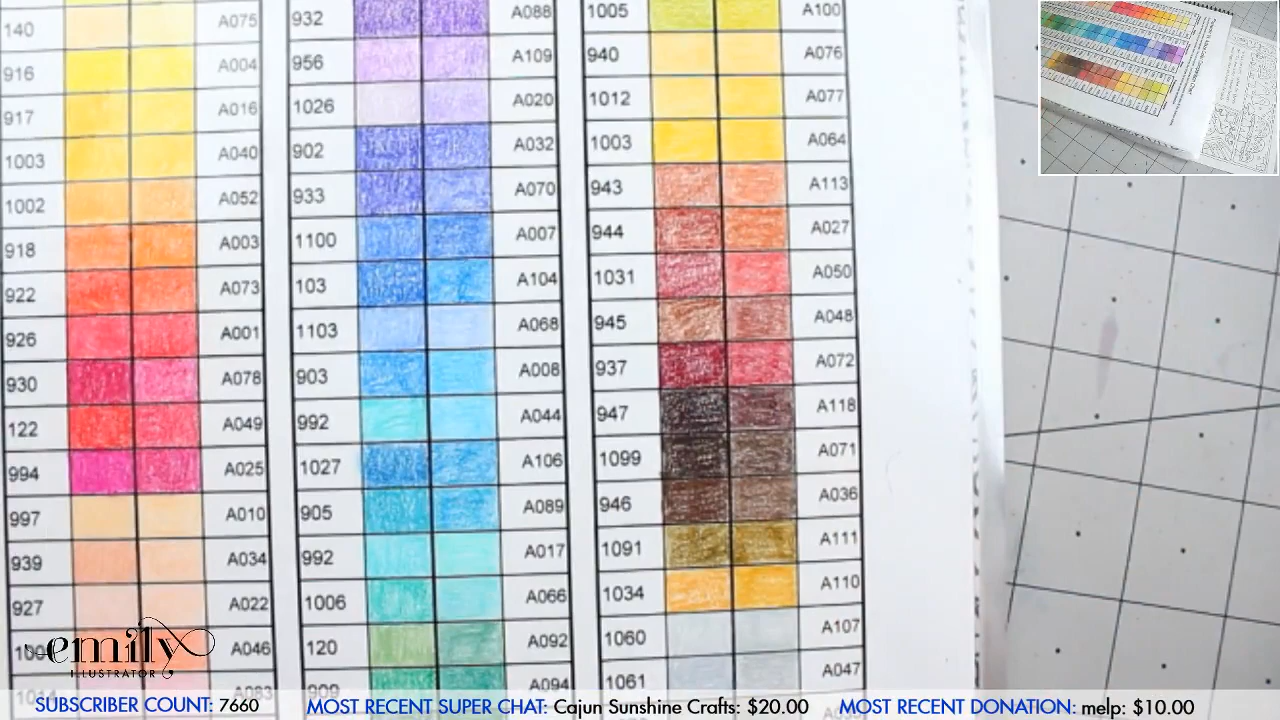 140 A075
916 A004
917 A016
1003 A040
1002 A052
918 A003
922 A073
926 A001
930 A078
122 A049
994 A025
997 A010
939 A034
927 A022
A046
A083
932 A088
956 A109
1026 A020
902 A032
933 A070
1100 A007
103 A104
1103 A068
903 A008
992 A044
1027 A106
905 A089
992 A017
1006 A066
120 A092
909 A094
1005 A100
940 A076
1012 A077
1003 A064
943 A113
944 A027
1031 A050
945 A048
937 A072
947 A118
1099 A071
946 A036
1091 A111
1034 A110
1060 A107
1061 A047
emily
ILLUSTRATOR
SUBSCRIBER COUNT: 7660 MOST RECENT SUPER CHAT: Cajun Sunshine Crafts: $20.00 MOST RECENT DONATION: melp: $10.00